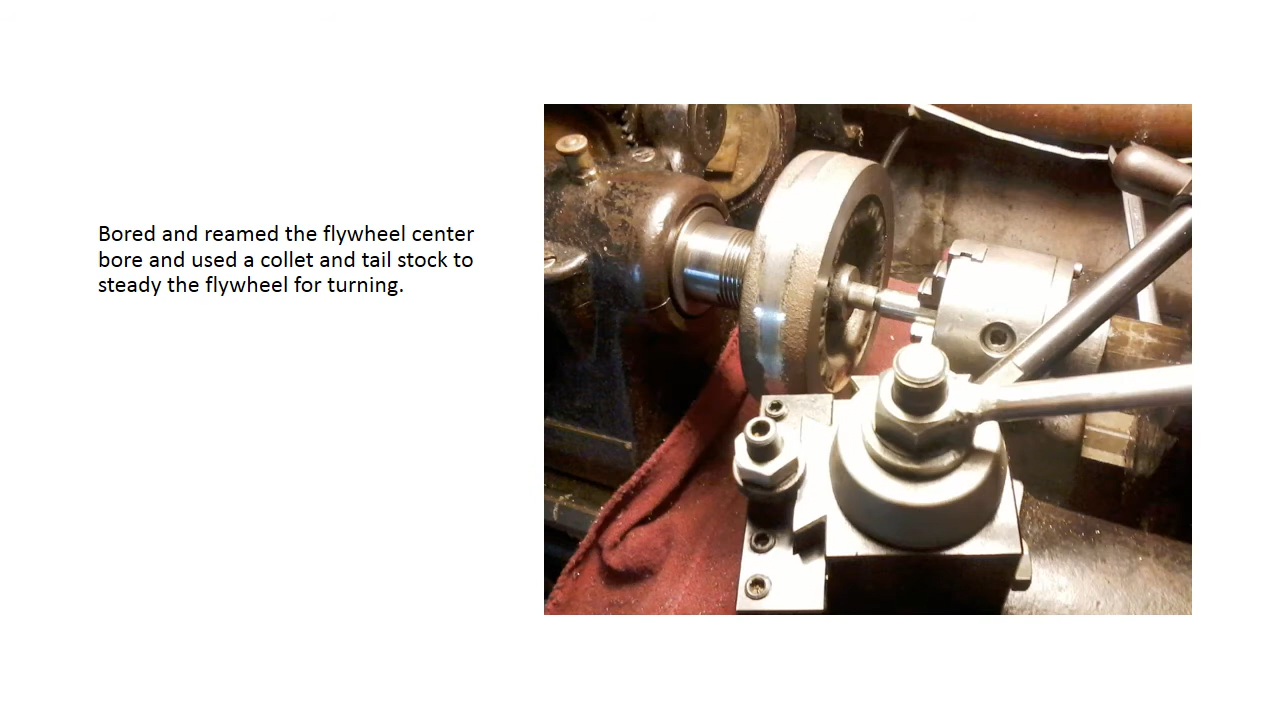 Bored and reamed the flywheel center
bore and used a collet and tail stock to
steady the flywheel for turning.